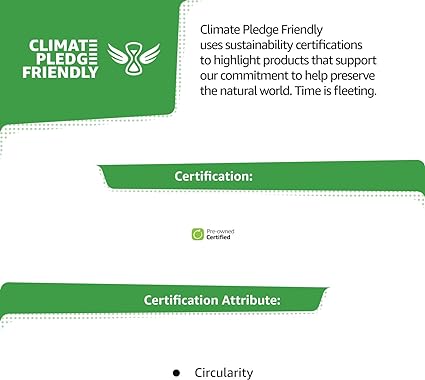 CLIMATE
PLEDGE
FRIENDLY
Climate Pledge Friendly
uses sustainability certifications
to highlight products that support
our commitment to help preserve
the natural world. Time is fleeting.
Certification:
Pre-owned
Certified
Certification Attribute:
• Circularity